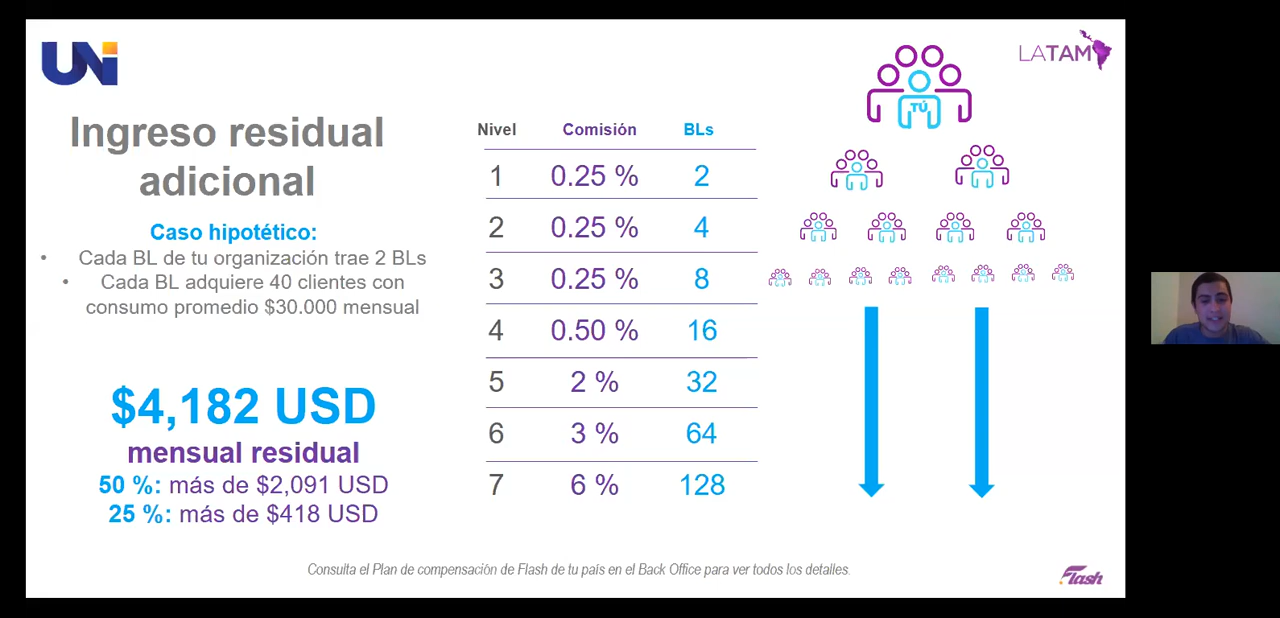 UNi
LATAM
TÚ
Ingreso residual
adicional
Caso hipotético:
• Cada BL de tu organización trae 2 BLs
• Cada BL adquiere 40 clientes con
consumo promedio $30.000 mensual
$4,182 USD
mensual residual
50 %: más de $2,091 USD
25 %: más de $418 USD
Nivel Comisión BLs
1 0.25 % 2
2 0.25 % 4
3 0.25 % 8
4 0.50 % 16
5 2 % 32
6 3 % 64
7 6 % 128
Consulta el Plan de compensación de Flash de tu país en el Back Office para ver todos los detalles.
Flash